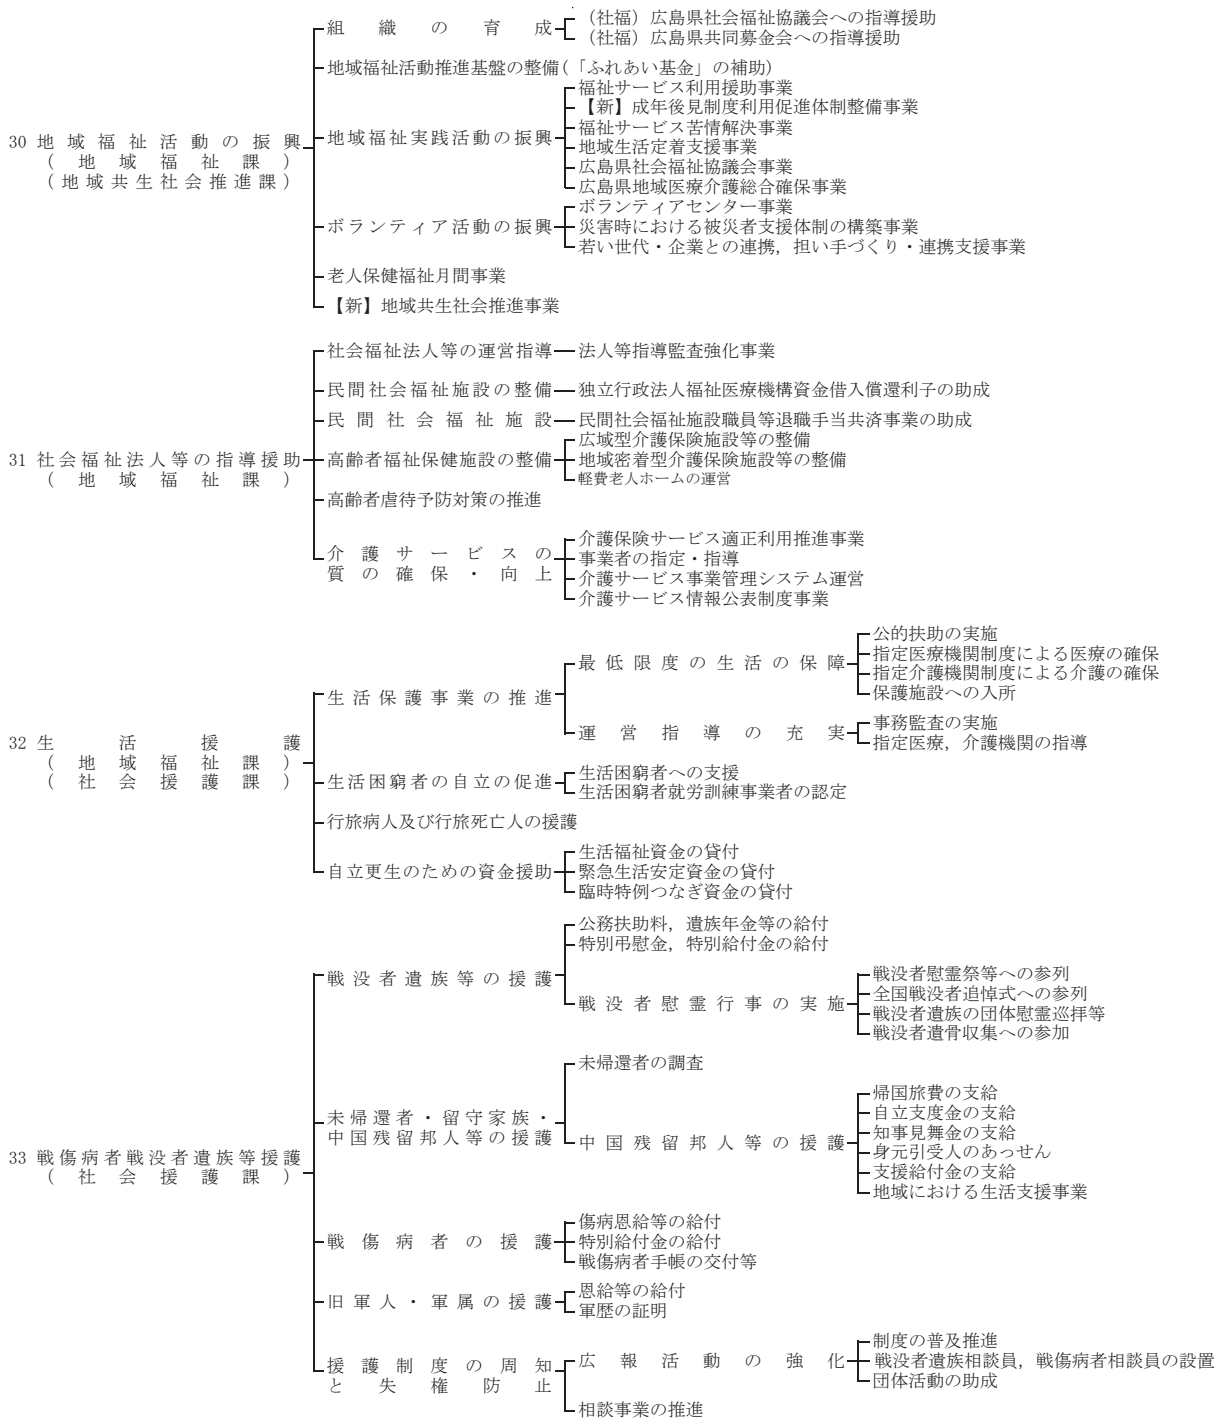 組織の育成
（社福）広島県社会福祉協議会への指導援助
（社福）広島県共同募金会への指導援助
地域福祉活動推進基盤の整備(「ふれあい基金」の補助)
30 地域福祉活動の振興
（地域福祉課）
（地域共生社会推進課）
地域福祉実践活動の振興
福祉サービス利用援助事業
【新】成年後見制度利用促進体制整備事業
福祉サービス苦情解決事業
地域生活定着支援事業
広島県社会福祉協議会事業
広島県地域医療介護総合確保事業
ボランティア活動の振興
ボランティアセンター事業
災害時における被災者支援体制の構築事業
若い世代・企業との連携，担い手づくり・連携支援事業
老人保健福祉月間事業
【新】地域共生社会推進事業
31 社会福祉法人等の指導援助
（地域福祉課）
社会福祉法人等の運営指導
法人等指導監査強化事業
民間社会福祉施設の整備
独立行政法人福祉医療機構資金借入償還利子の助成
民間社会福祉施設
民間社会福祉施設職員等退職手当共済事業の助成
高齢者福祉保健施設の整備
広域型介護保険施設等の整備
地域密着型介護保険施設等の整備
軽費老人ホームの運営
高齢者虐待予防対策の推進
介護サービスの
質の確保・向上
介護保険サービス適正利用推進事業
事業者の指定・指導
介護サービス事業管理システム運営
介護サービス情報公表制度事業
32 生活援護
（地域福祉課）
（社会援護課）
生活保護事業の推進
最低限度の生活の保障
公的扶助の実施
指定医療機関制度による医療の確保
指定介護機関制度による介護の確保
保護施設への入所
運営指導の充実
事務監査の実施
指定医療，介護機関の指導
生活困窮者の自立の促進
生活困窮者への支援
生活困窮者就労訓練事業者の認定
行旅病人及び行旅死亡人の援護
自立更生のための資金援助
生活福祉資金の貸付
緊急生活安定資金の貸付
臨時特例つなぎ資金の貸付
33 戦傷病者戦没者遺族等援護
（社会援護課）
戦没者遺族等の援護
公務扶助料，遺族年金等の給付
特別弔慰金，特別給付金の給付
戦没者慰霊行事の実施
戦没者慰霊祭等への参列
全国戦没者追悼式への参列
戦没者遺族の団体慰霊巡拝等
戦没者遺骨収集への参加
未帰還者・留守家族・
中国残留邦人等の援護
未帰還者の調査
中国残留邦人等の援護
帰国旅費の支給
自立支度金の支給
知事見舞金の支給
身元引受人のあっせん
支援給付金の支給
地域における生活支援事業
戦傷病者の援護
傷病恩給等の給付
特別給付金の給付
戦傷病者手帳の交付等
旧軍人・軍属の援護
恩給等の給付
軍歴の証明
援護制度の周知
と失権防止
広報活動の強化
制度の普及推進
戦没者遺族相談員，戦傷病者相談員の設置
団体活動の助成
相談事業の推進